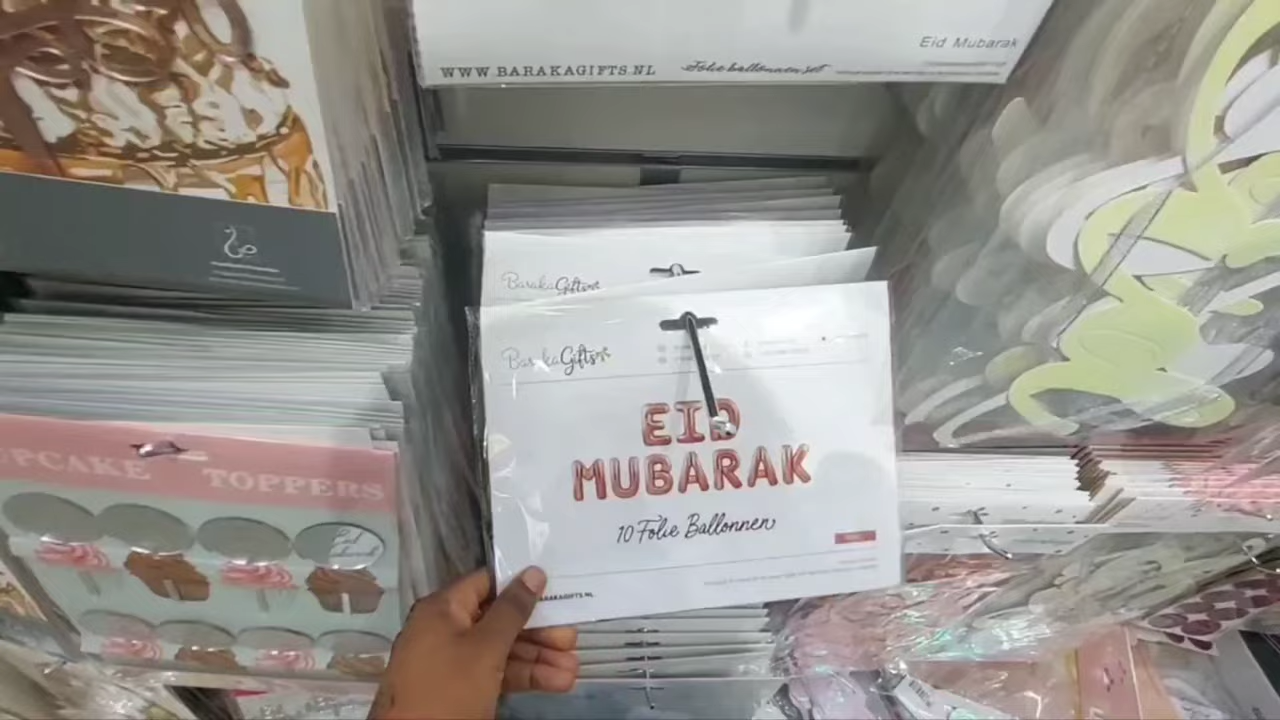 Eid Mubarak
WWW.BARAKAGIFTS.NL Folie ballonnen set
BarakaGifts
BarakaGifts
EID
MUBARAK
10 Folie Ballonnen
BARAKAGIFTS.NL
PCAKE TOPPERS